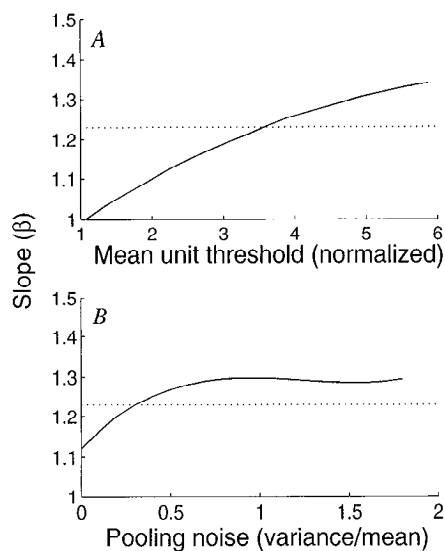 A
1.5
1.4
1.3
1.2
1.1
1
1 2 3 4 5 6
Mean unit threshold (normalized)
Slope (β)
B
1.5
1.4
1.3
1.2
1.1
1
0 0.5 1 1.5 2
Pooling noise (variance/mean)